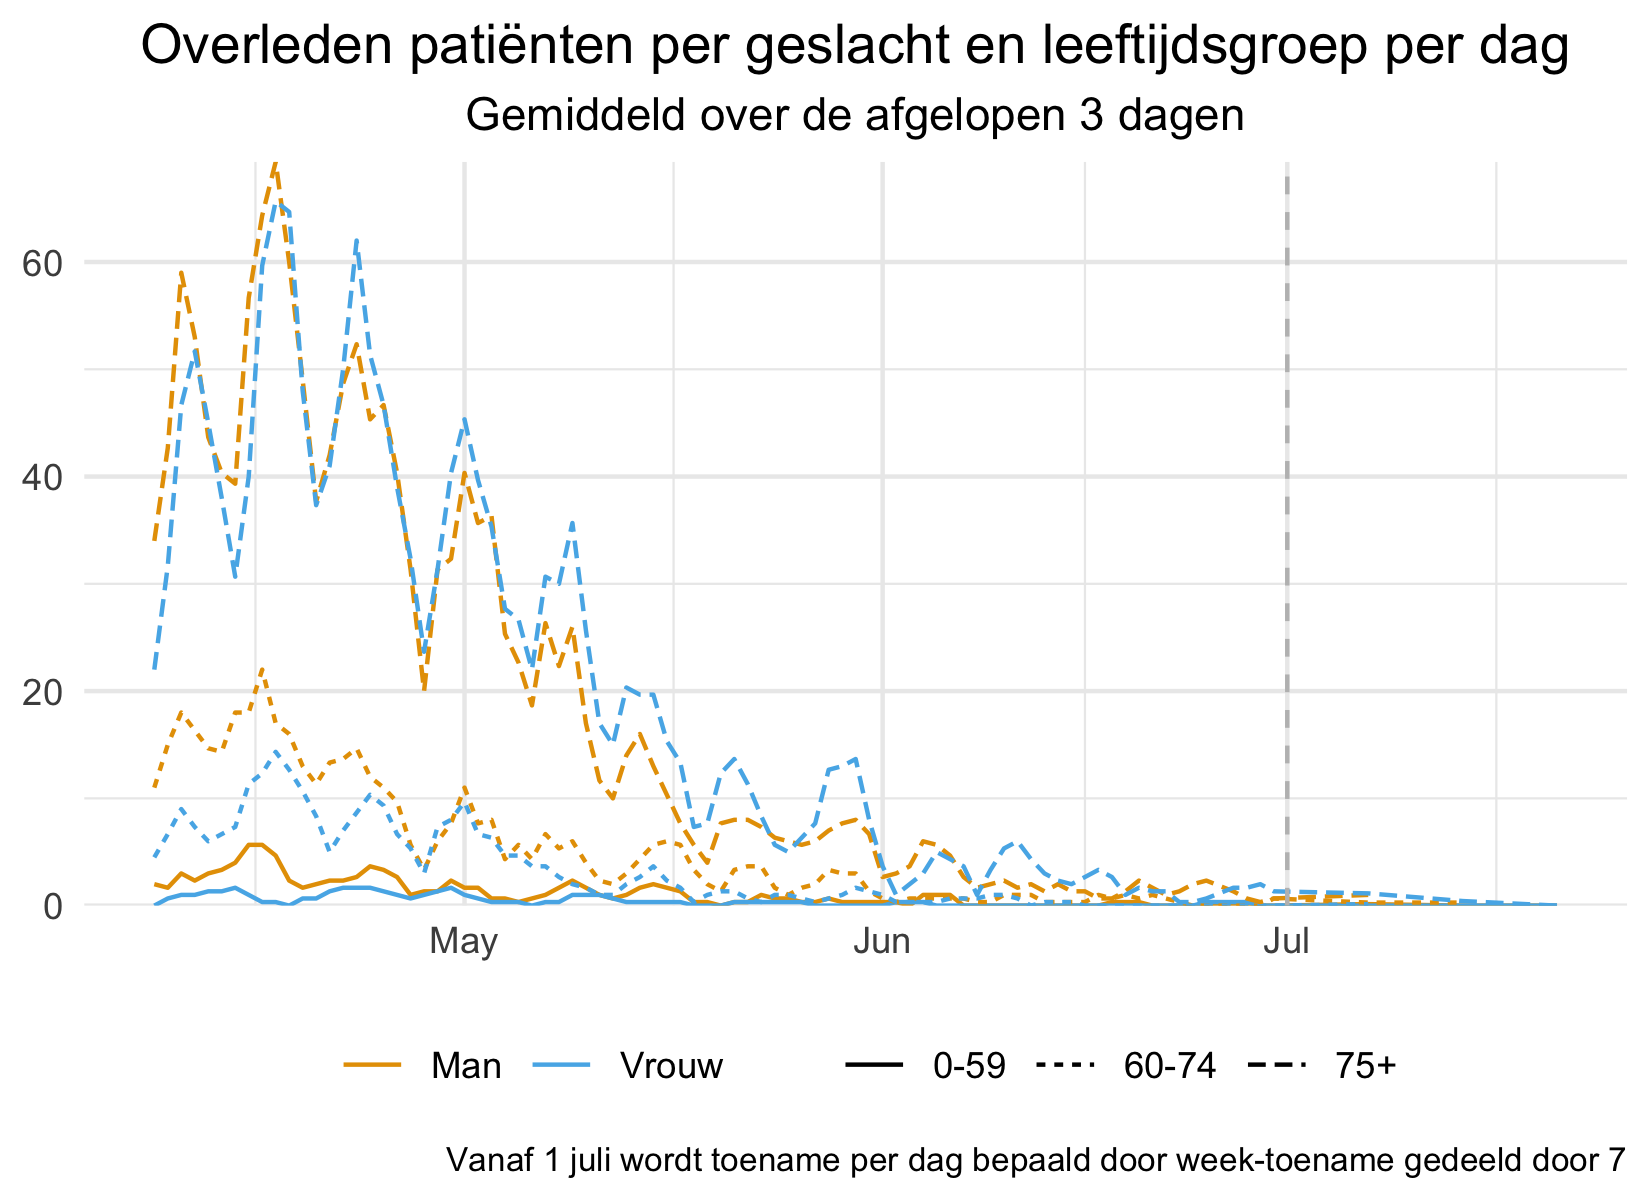 Overleden patiënten per geslacht en leeftijdsgroep per dag
Gemiddeld over de afgelopen 3 dagen
60
40
20
0
May Jun Jul
Man Vrouw 0-59 60-74 75+
Vanaf 1 juli wordt toename per dag bepaald door week-toename gedeeld door 7